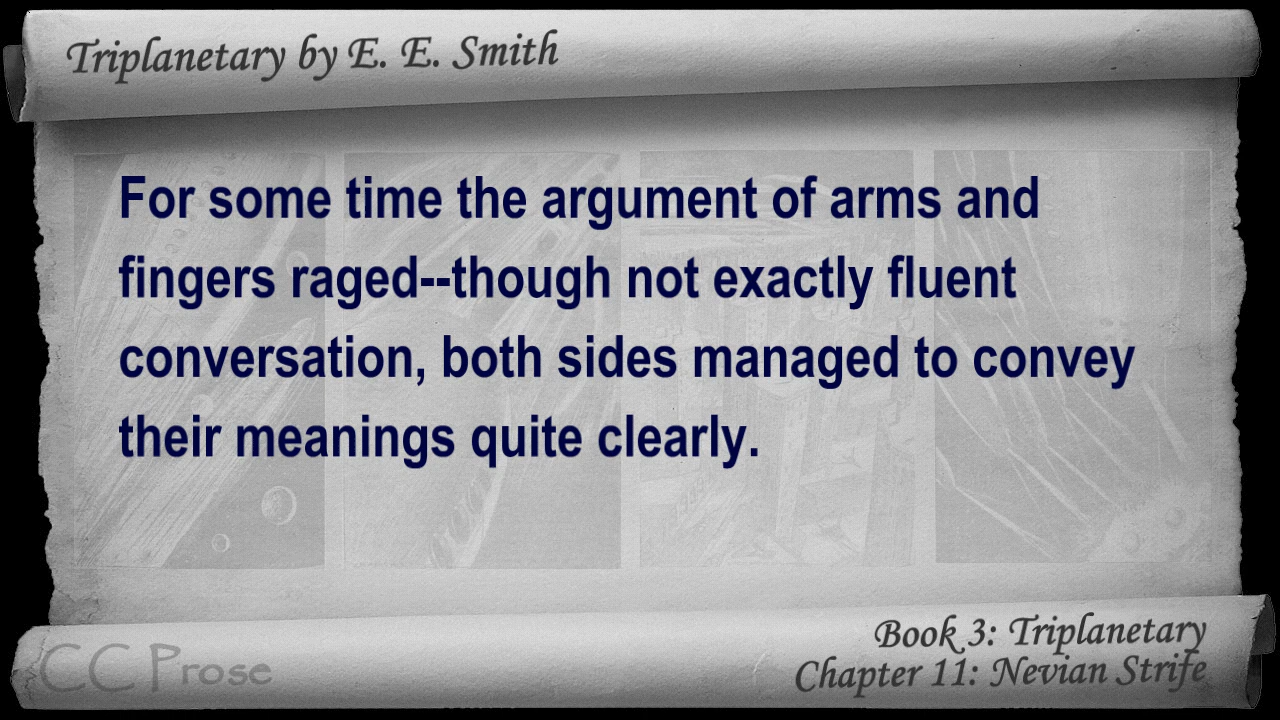 Triplanetary by E. E. Smith
For some time the argument of arms and
fingers raged--though not exactly fluent
conversation, both sides managed to convey
their meanings quite clearly.
Book 3: Triplanetary
Chapter 11: Nevian Strife
CC Prose